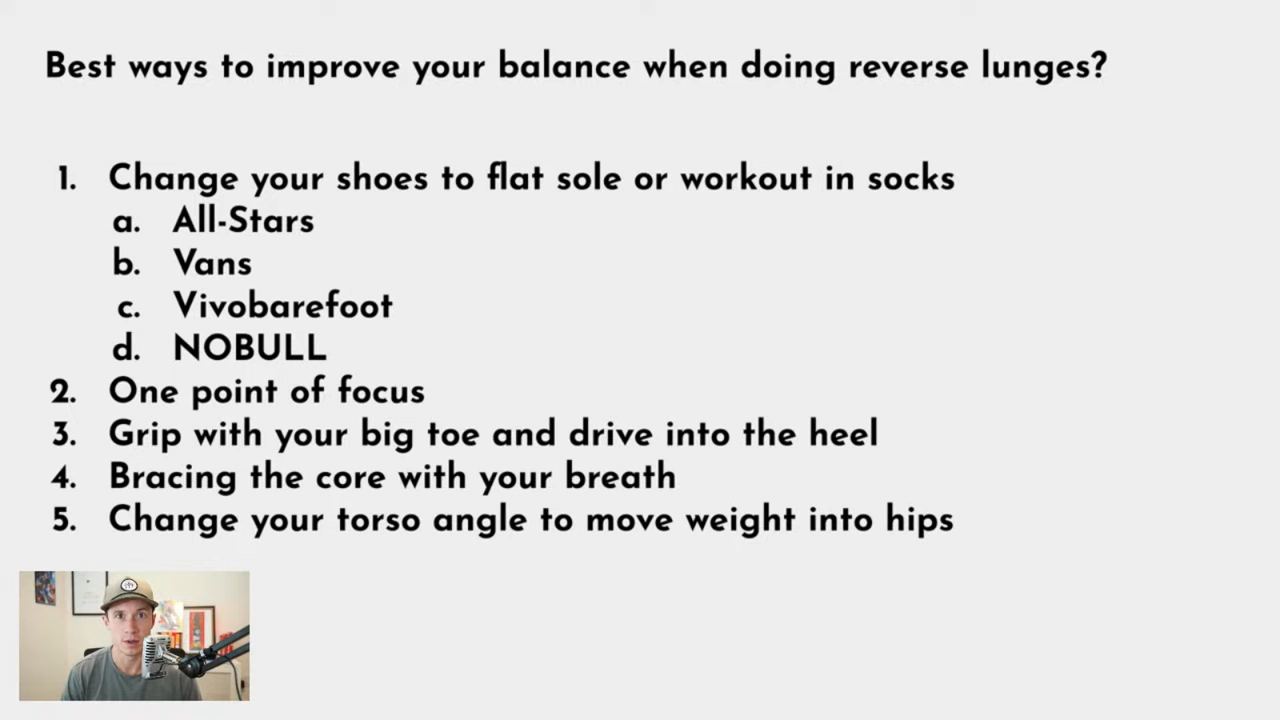 Best ways to improve your balance when doing reverse lunges?
1. Change your shoes to flat sole or workout in socks
a. All-Stars
b. Vans
c. Vivobarefoot
d. NOBULL
2. One point of focus
3. Grip with your big toe and drive into the heel
4. Bracing the core with your breath
5. Change your torso angle to move weight into hips